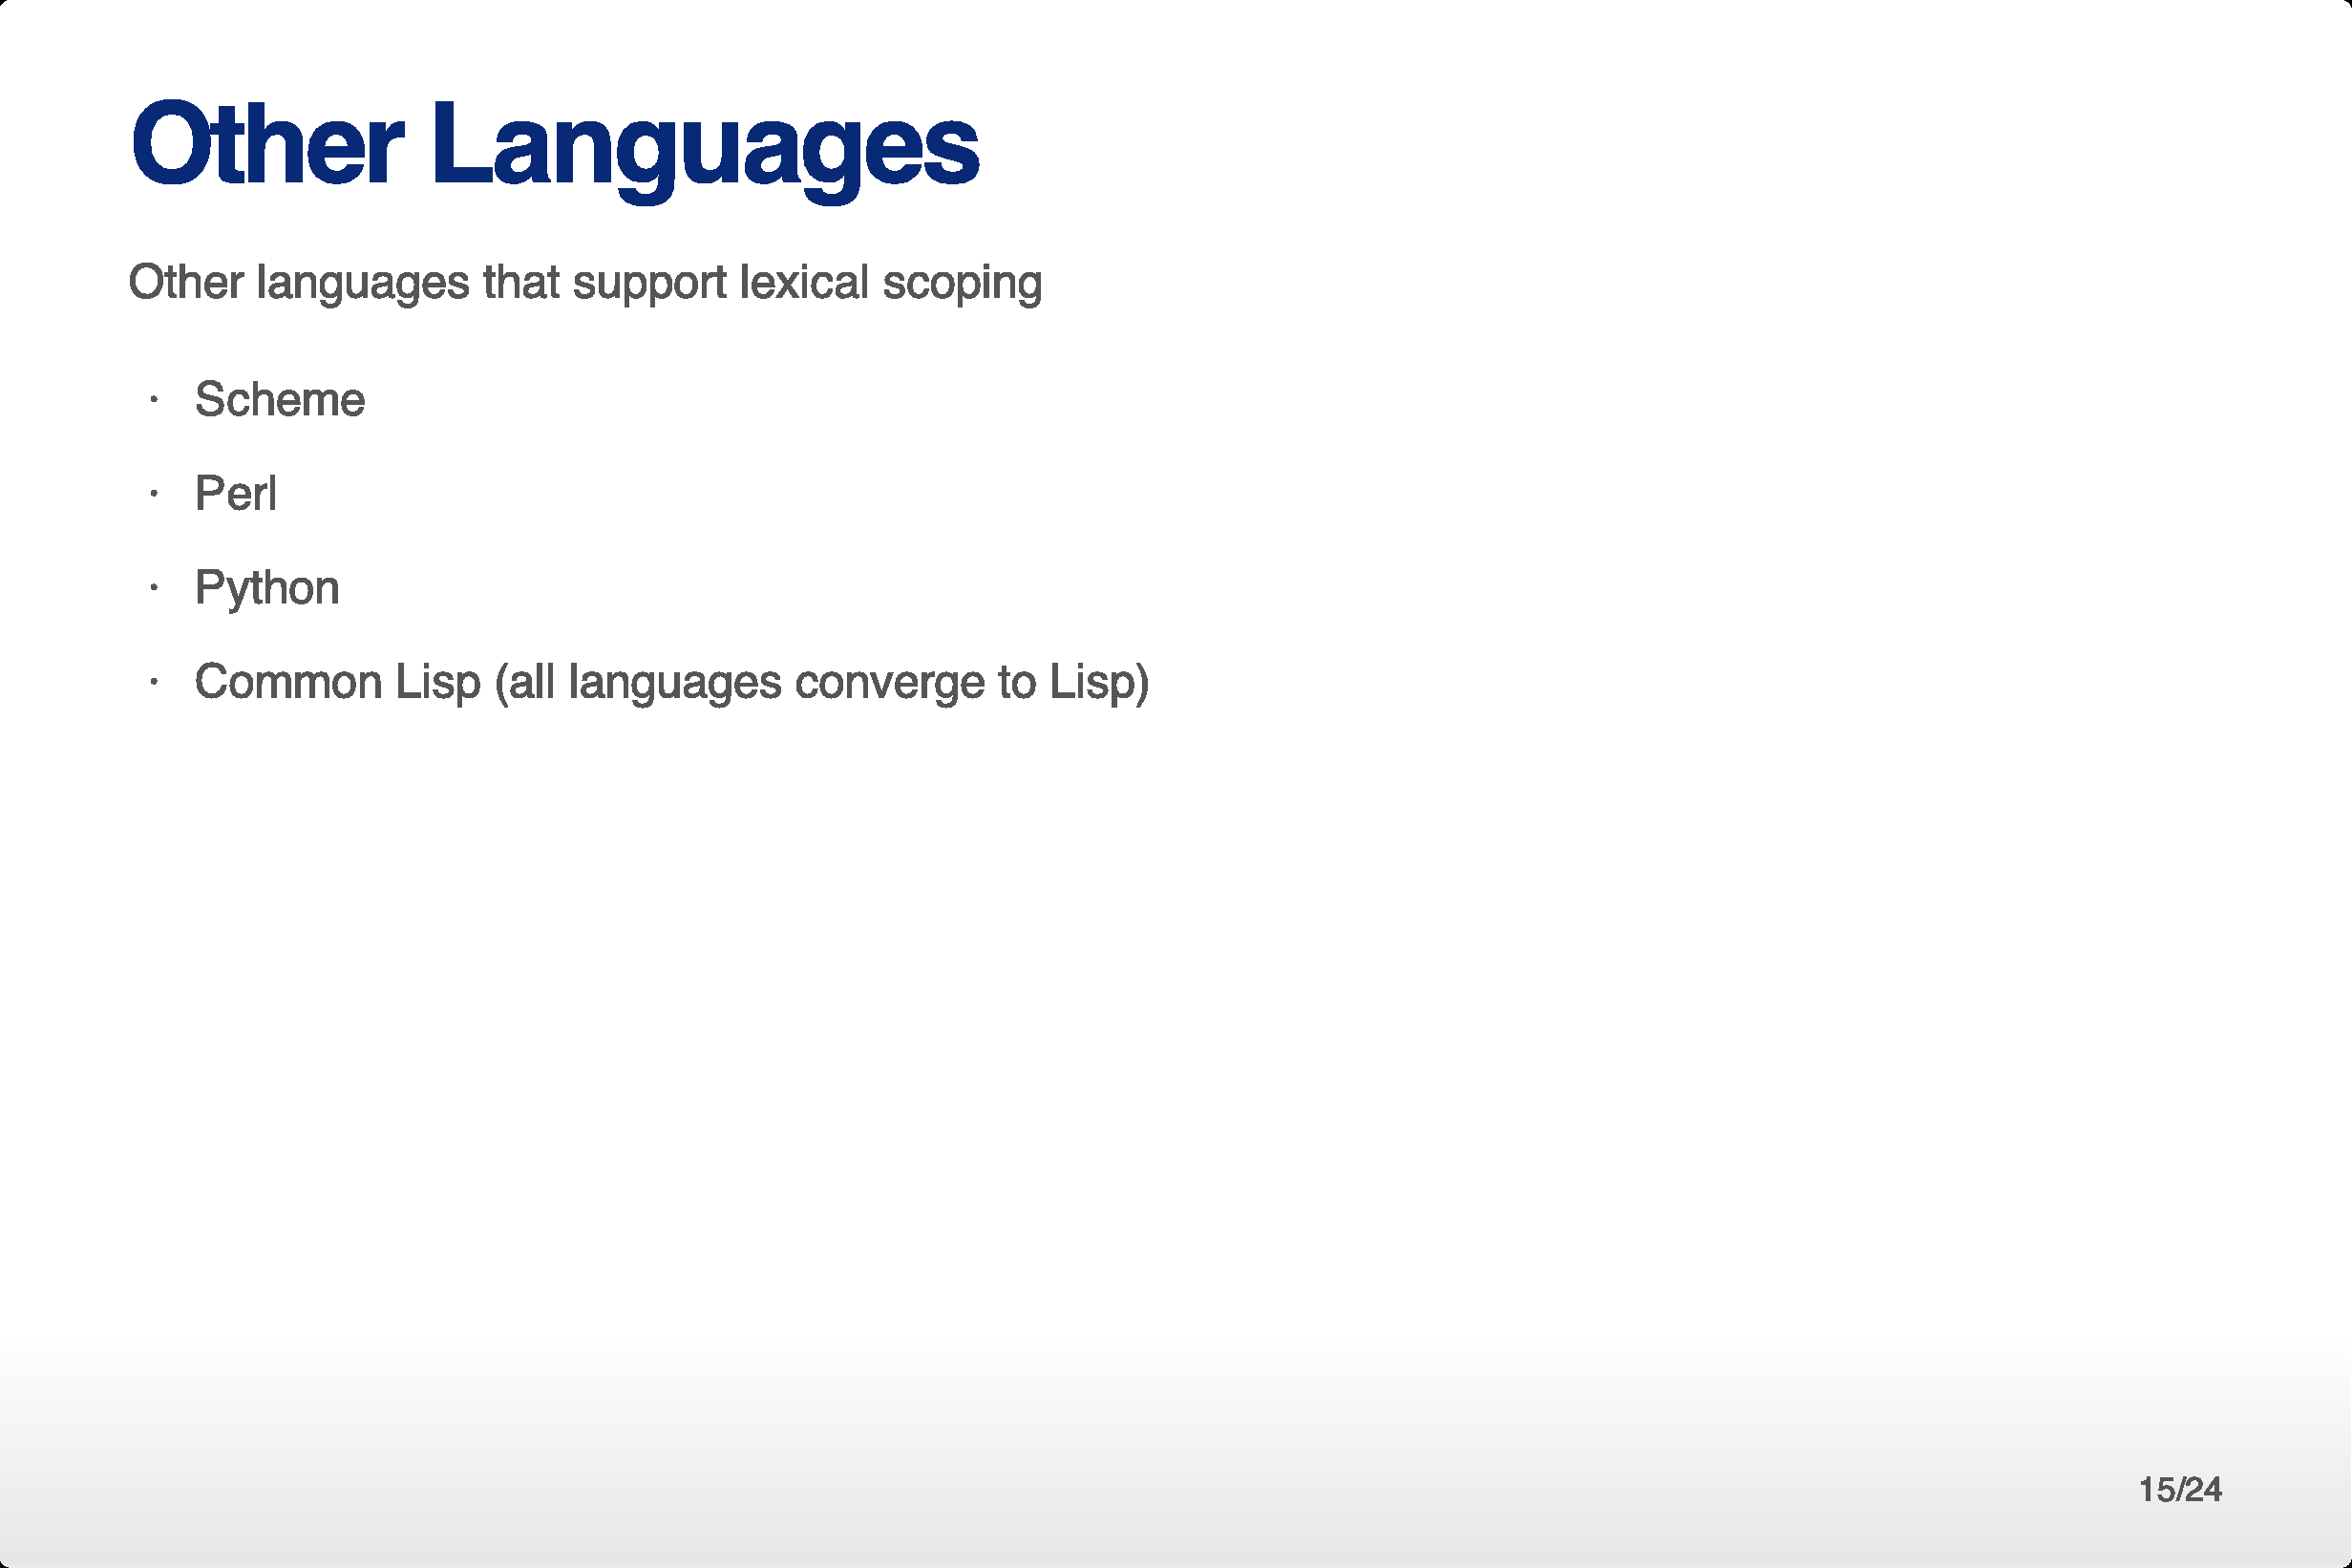 Other Languages
Other languages that support lexical scoping
· Scheme
· Perl
· Python
· Common Lisp (all languages converge to Lisp)
15/24